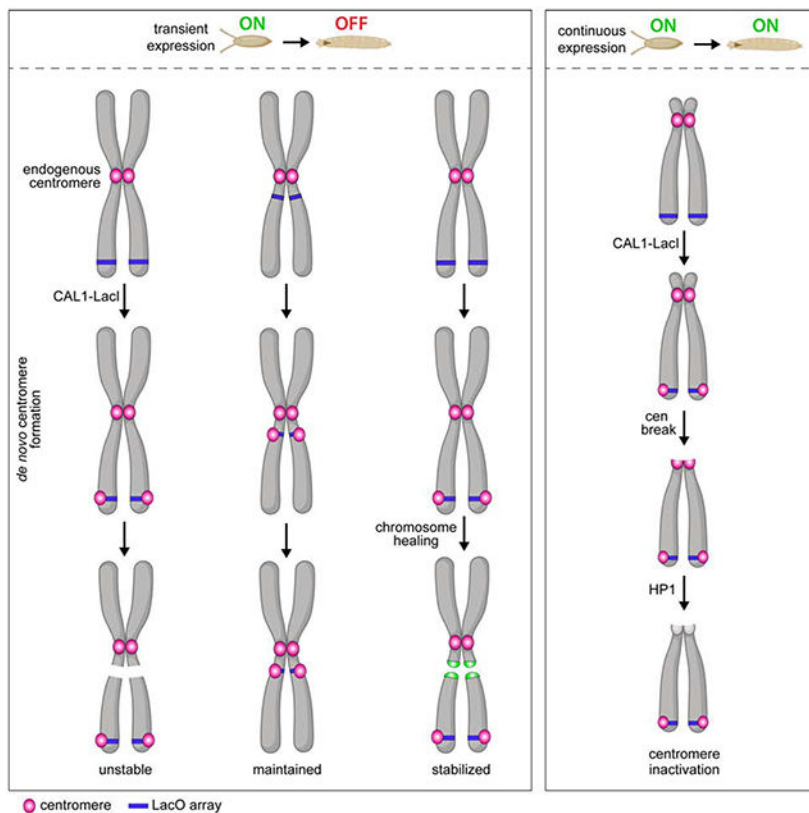 transient
expression
ON
OFF
continuous
expression
ON
ON
endogenous
centromere
CAL1-LacI
de novo centromere
formation
chromosome
healing
unstable
maintained
stabilized
CAL1-LacI
cen
break
HP1
centromere
inactivation
centromere
LacO array